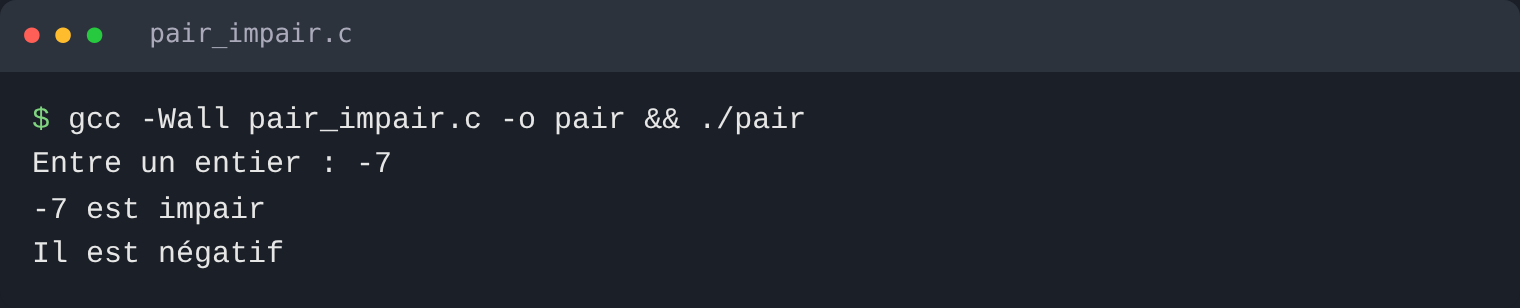 pair_impair.c
$ gcc -Wall pair_impair.c -o pair && ./pair
Entre un entier : -7
-7 est impair
Il est négatif